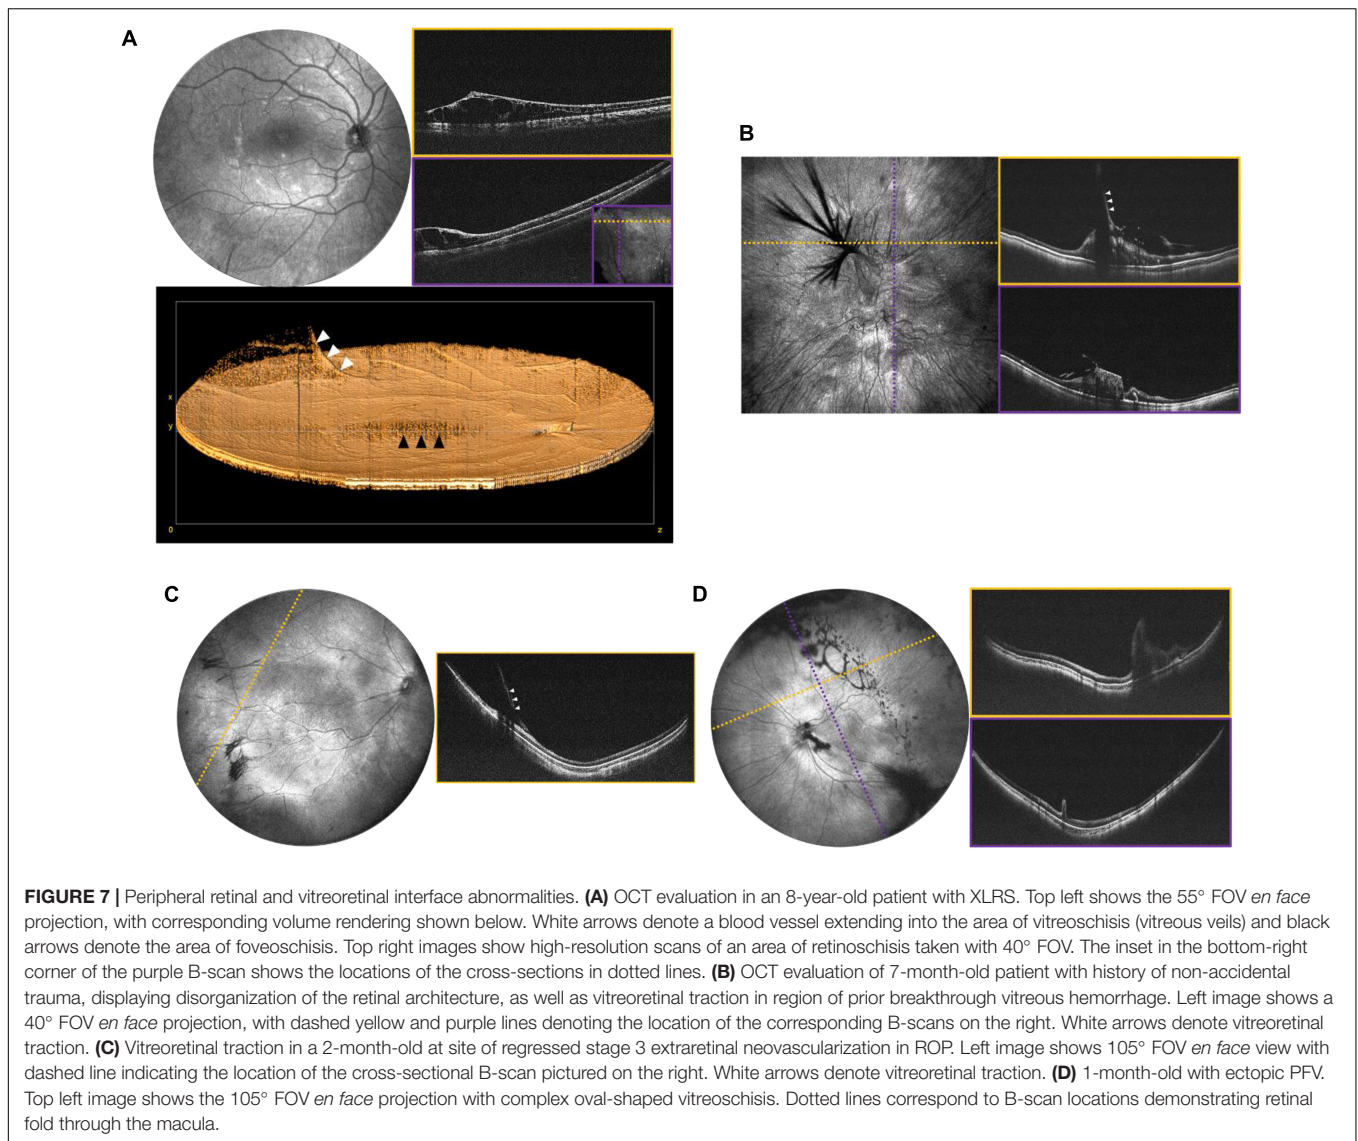 A
B
x
y
0
z
C
D
FIGURE 7 | Peripheral retinal and vitreoretinal interface abnormalities. (A) OCT evaluation in an 8-year-old patient with XLRS. Top left shows the 55° FOV en face
projection, with corresponding volume rendering shown below. White arrows denote a blood vessel extending into the area of vitreoschisis (vitreous veils) and black
arrows denote the area of foveoschisis. Top right images show high-resolution scans of an area of retinoschisis taken with 40° FOV. The inset in the bottom-right
corner of the purple B-scan shows the locations of the cross-sections in dotted lines. (B) OCT evaluation of 7-month-old patient with history of non-accidental
trauma, displaying disorganization of the retinal architecture, as well as vitreoretinal traction in region of prior breakthrough vitreous hemorrhage. Left image shows a
40° FOV en face projection, with dashed yellow and purple lines denoting the location of the corresponding B-scans on the right. White arrows denote vitreoretinal
traction. (C) Vitreoretinal traction in a 2-month-old at site of regressed stage 3 extraretinal neovascularization in ROP. Left image shows 105° FOV en face view with
dashed line indicating the location of the cross-sectional B-scan pictured on the right. White arrows denote vitreoretinal traction. (D) 1-month-old with ectopic PFV.
Top left image shows the 105° FOV en face projection with complex oval-shaped vitreoschisis. Dotted lines correspond to B-scan locations demonstrating retinal
fold through the macula.